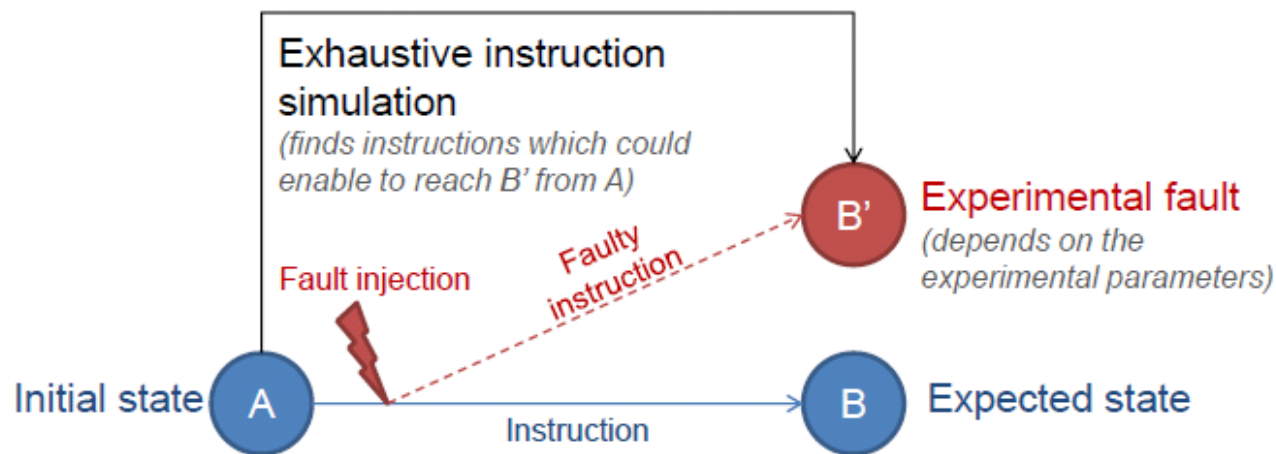 Exhaustive instruction
simulation
(finds instructions which could
enable to reach B’ from A)
B’
Experimental fault
(depends on the
experimental parameters)
Faulty
instruction
Fault injection
Initial state
A
Instruction
B
Expected state